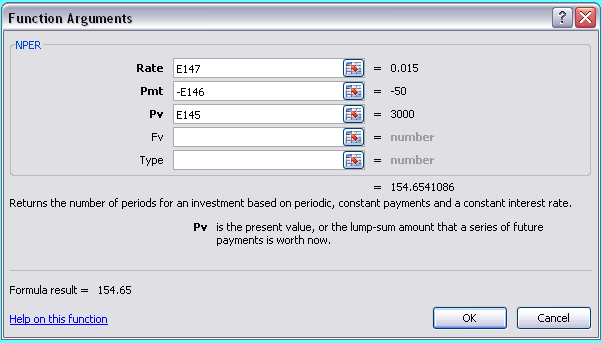 Function Arguments
NPER
Rate E147 = 0.015
Pmt -E146 = -50
Pv E145 = 3000
Fv = number
Type = number
= 154.6541086
Returns the number of periods for an investment based on periodic, constant payments and a constant interest rate.
Pv is the present value, or the lump-sum amount that a series of future
payments is worth now.
Formula result = 154.65
Help on this function
OK Cancel